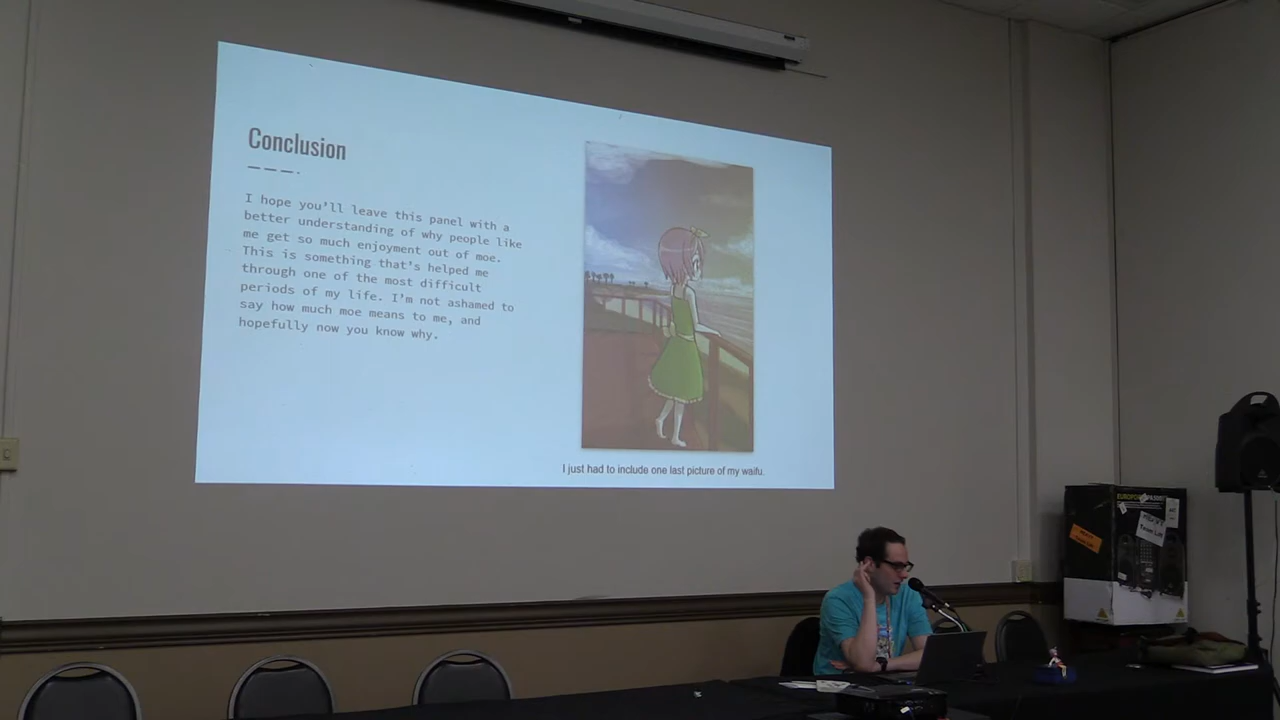 Conclusion
I hope you'll leave this panel with a
better understanding of why people like
me get so much enjoyment out of moe.
This is something that's helped me
through one of the most difficult
periods of my life. I'm not ashamed to
say how much moe means to me, and
hopefully now you know why.
I just had to include one last picture of my waifu.